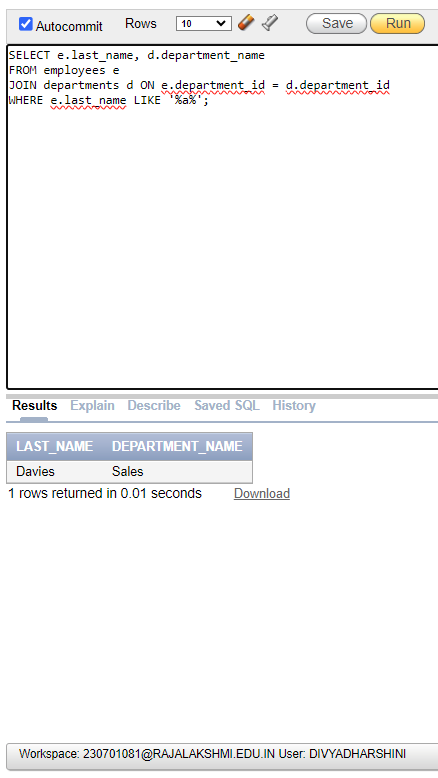 Autocommit Rows 10 Save Run
SELECT e.last_name, d.department_name
FROM employees e
JOIN departments d ON e.department_id = d.department_id
WHERE e.last_name LIKE '%a%';
Results Explain Describe Saved SQL History
LAST_NAME DEPARTMENT_NAME
Davies Sales
1 rows returned in 0.01 seconds Download
Workspace: 230701081@RAJALAKSHMI.EDU.IN User: DIVYADHARSHINI